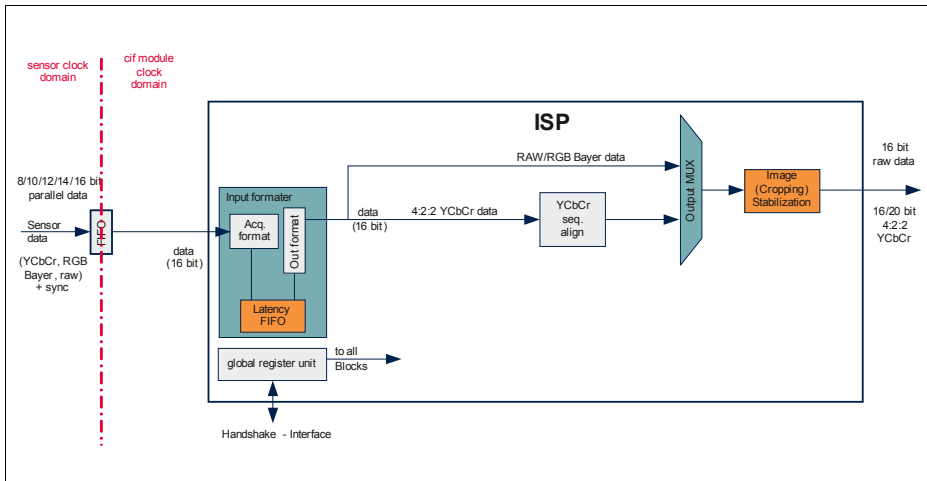 sensor clock
domain
cif module
clock
domain
ISP
8/10/12/14/16 bit
parallel data
Sensor
data
(YCbCr, RGB
Bayer, raw)
+ sync
FIFO
data
(16 bit)
Input formater
Acq.
format
Out format
Latency
FIFO
RAW/RGB Bayer data
data
(16 bit)
4:2:2 YCbCr data
YCbCr
seq.
align
Output MUX
Image
(Cropping)
Stabilization
16 bit
raw data
16/20 bit
4:2:2
YCbCr
global register unit
to all
Blocks
Handshake - Interface